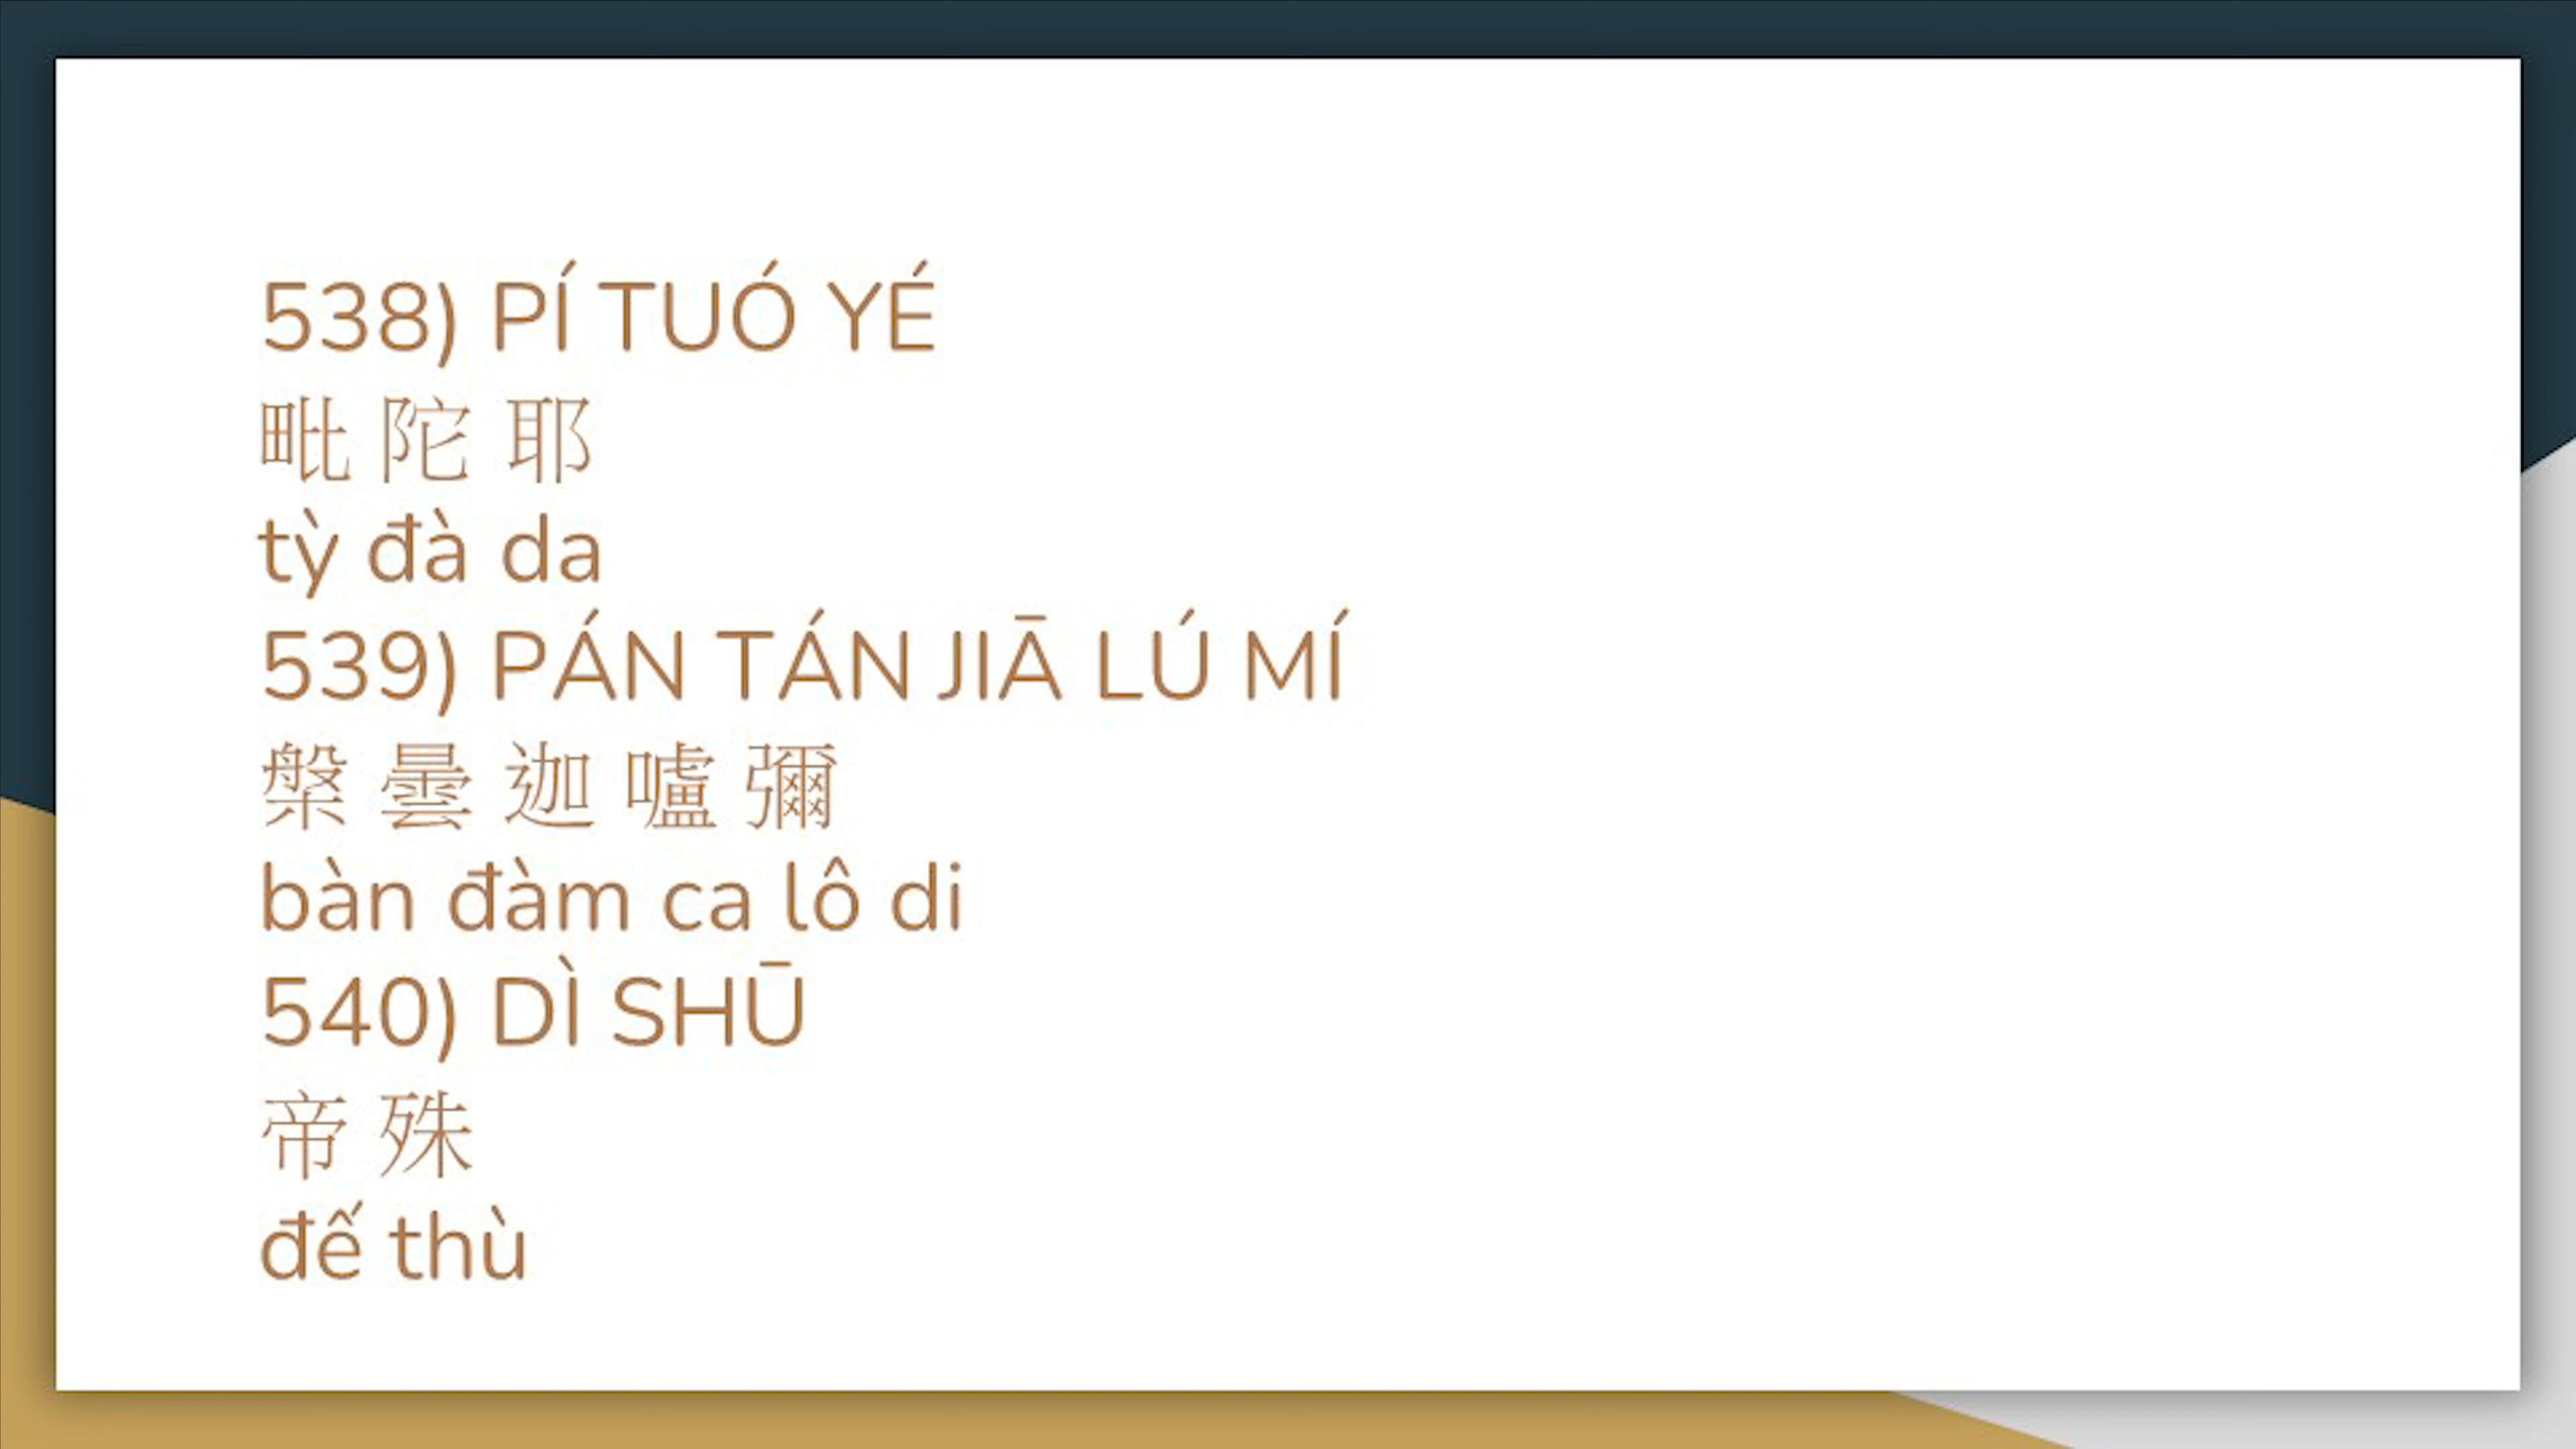 538) PÍ TUÓ YÉ
毗 陀 耶
tỳ đà da
539) PÁN TÁN JIĀ LÚ MÍ
槃 曇 迦 嚧 彌
bàn đàm ca lô di
540) DÌ SHŪ
帝 殊
đế thù